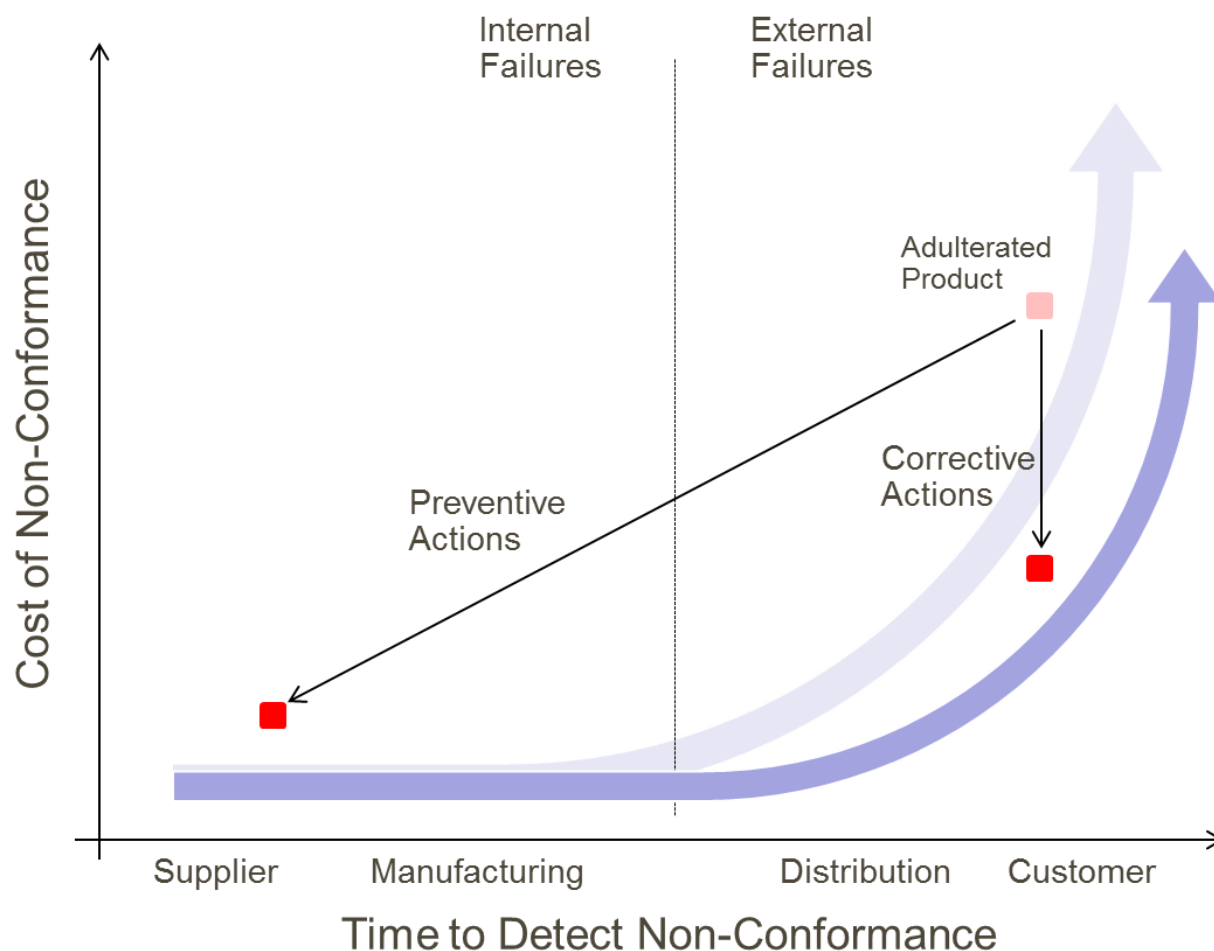 Internal
Failures
External
Failures
Cost of Non-Conformance
Adulterated
Product
Preventive
Actions
Corrective
Actions
Supplier
Manufacturing
Distribution
Customer
Time to Detect Non-Conformance